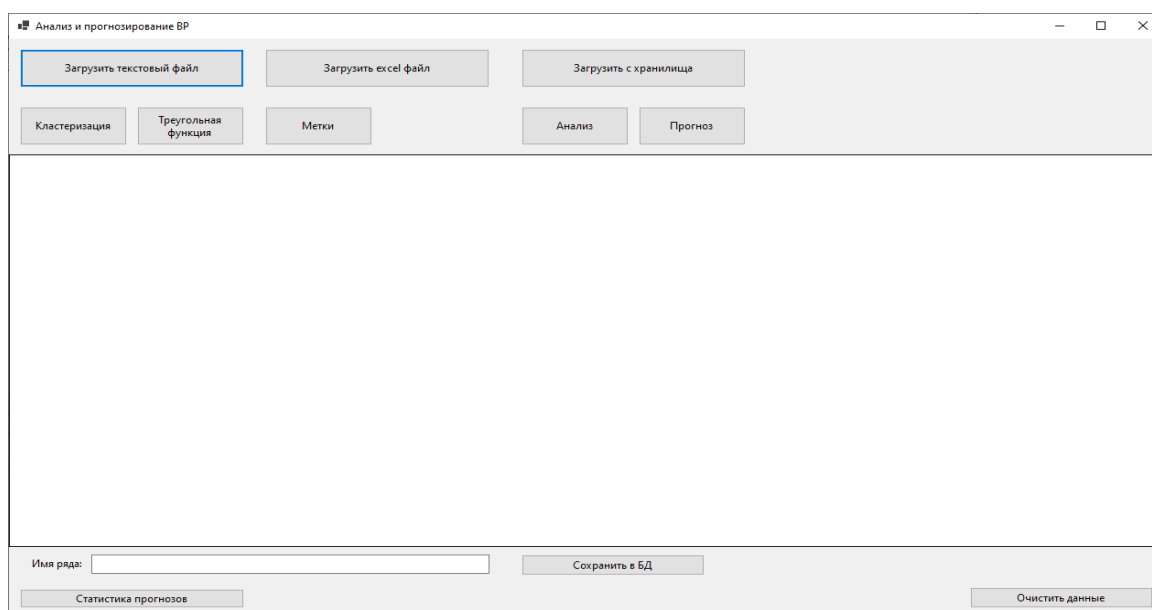 Анализ и прогнозирование ВР
Загрузить текстовый файл
Загрузить excel файл
Загрузить с хранилища
Кластеризация
Треугольная
функция
Метки
Анализ
Прогноз
Имя ряда:
Сохранить в БД
Статистика прогнозов
Очистить данные